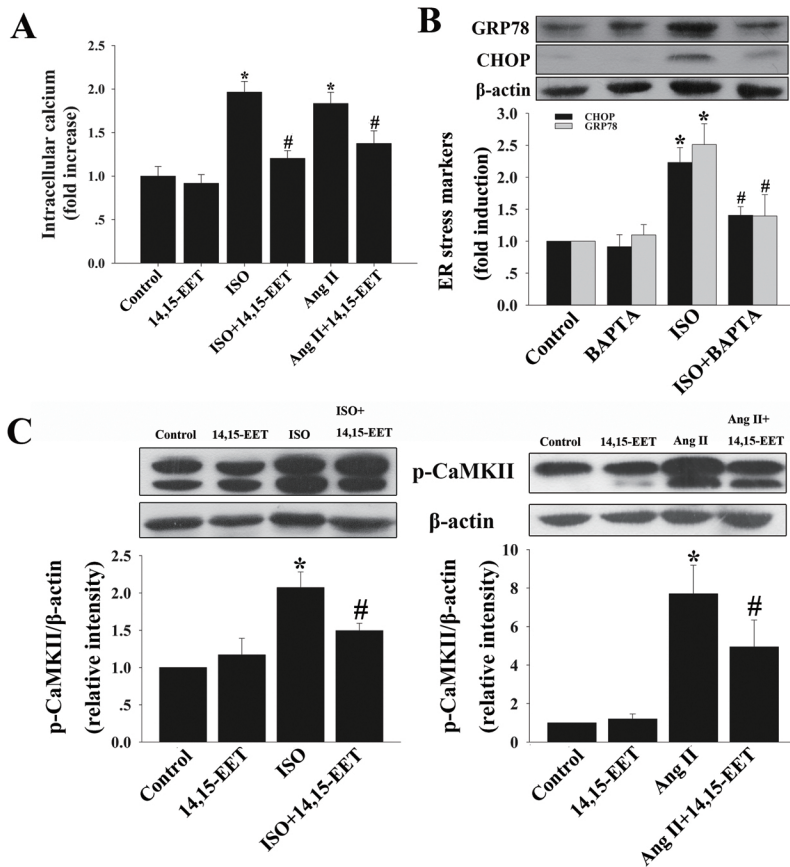 A
Intracellular calcium
(fold increase)
2.5
2.0
1.5
1.0
.5
0.0
*
#
*
#
Control
14,15-EET
ISO
ISO+14,15-EET
Ang II
Ang II+14,15-EET
B
GRP78
CHOP
β-actin
ER stress markers
(fold induction)
3.0
2.5
2.0
1.5
1.0
.5
0.0
CHOP
GRP78
*
*
#
#
Control
BAPTA
ISO
ISO+BAPTA
C
Control
14,15-EET
ISO
ISO+
14,15-EET
p-CaMKII
β-actin
Control
14,15-EET
Ang II
Ang II+
14,15-EET
p-CaMKII/β-actin
(relative intensity)
2.5
2.0
1.5
1.0
.5
0.0
*
#
Control
14,15-EET
ISO
ISO+14,15-EET
p-CaMKII/β-actin
(relative intensity)
10
8
6
4
2
0
*
#
Control
14,15-EET
Ang II
Ang II+14,15-EET